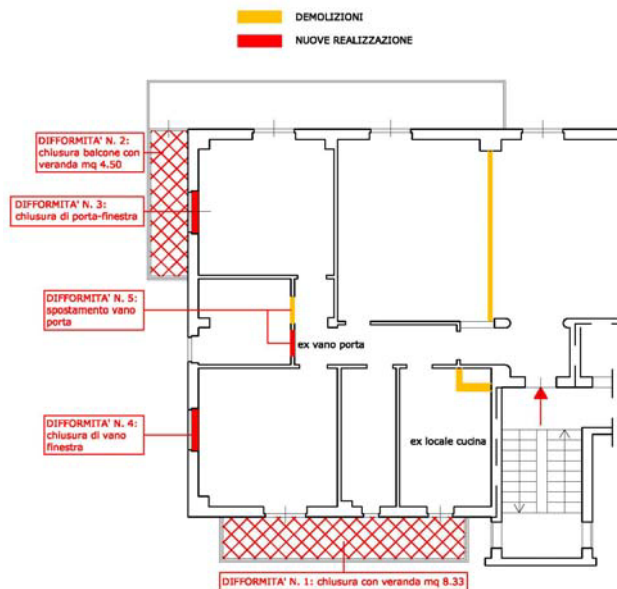 DEMOLIZIONI
NUOVE REALIZZAZIONE
DIFFORMITA' N. 2:
chiusura balcone con
veranda mq 4.50
DIFFORMITA' N. 3:
chiusura di porta-finestra
DIFFORMITA' N. 5:
spostamento vano
porta
ex vano porta
DIFFORMITA' N. 4:
chiusura di vano
finestra
ex locale cucina
DIFFORMITA' N. 1: chiusura con veranda mq 8.33